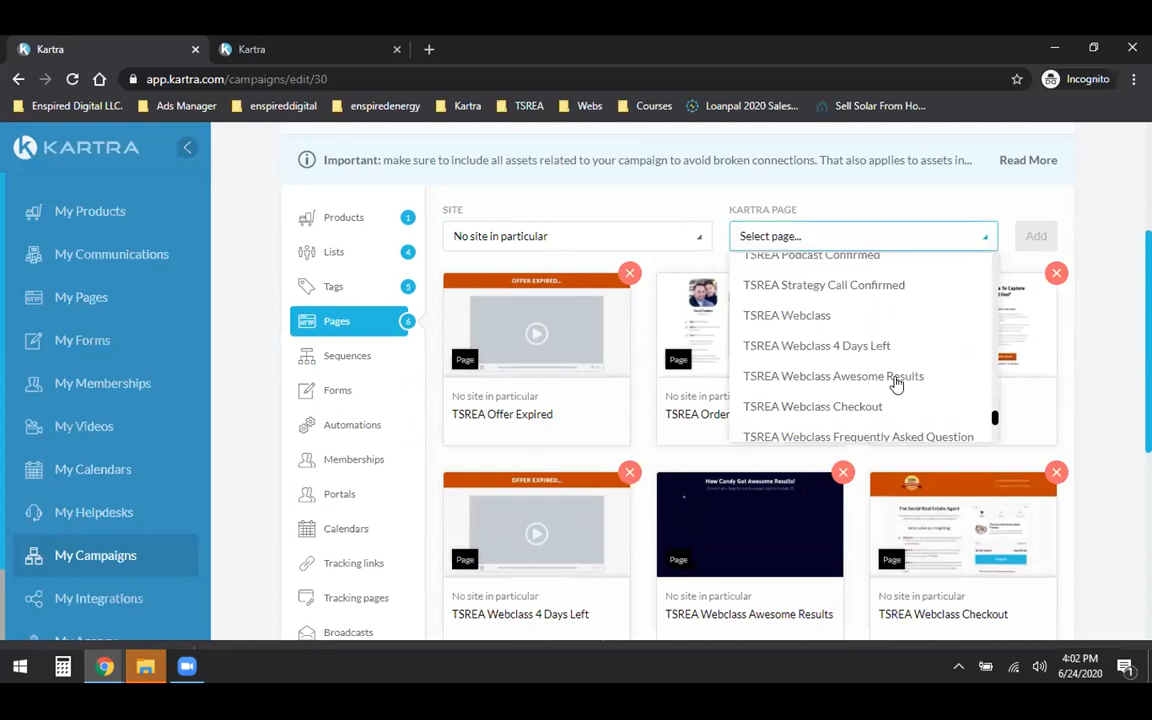 Kartra
Kartra
app.kartra.com/campaigns/edit/30
Incognito
Enspired Digital LLC.
Ads Manager
enspireddigital
enspiredenergy
Kartra
TSREA
Webs
Courses
Loanpal 2020 Sales...
Sell Solar From Ho...
KARTRA
My Products
My Communications
My Pages
My Forms
My Memberships
My Videos
My Calendars
My Helpdesks
My Campaigns
My Integrations
Important: make sure to include all assets related to your campaign to avoid broken connections. That also applies to assets in...
Read More
Products 1
Lists 4
Tags 5
Pages 6
Sequences
Forms
Automations
Memberships
Portals
Calendars
Tracking links
Tracking pages
Broadcasts
SITE
No site in particular
KARTRA PAGE
Select page...
Add
TSREA Podcast Confirmed
TSREA Strategy Call Confirmed
TSREA Webclass
TSREA Webclass 4 Days Left
TSREA Webclass Awesome Results
TSREA Webclass Checkout
TSREA Webclass Frequently Asked Question
OFFER EXPIRED...
Page
No site in particular
TSREA Offer Expired
Page
No site in par
TSREA Order
OFFER EXPIRED...
Page
No site in particular
TSREA Webclass 4 Days Left
How Candy Got Awesome Results!
Page
No site in particular
TSREA Webclass Awesome Results
The Social Real Estate Agent
Page
No site in particular
TSREA Webclass Checkout
4:02 PM
6/24/2020
1